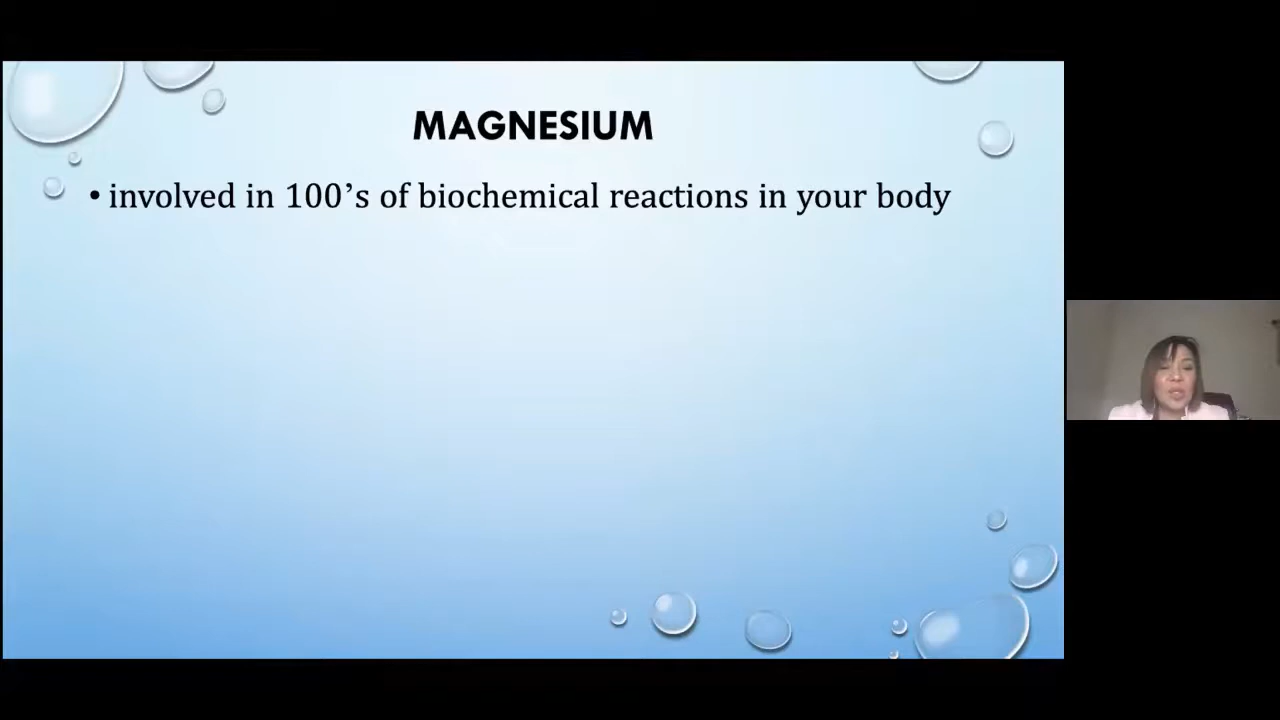 MAGNESIUM
• involved in 100’s of biochemical reactions in your body